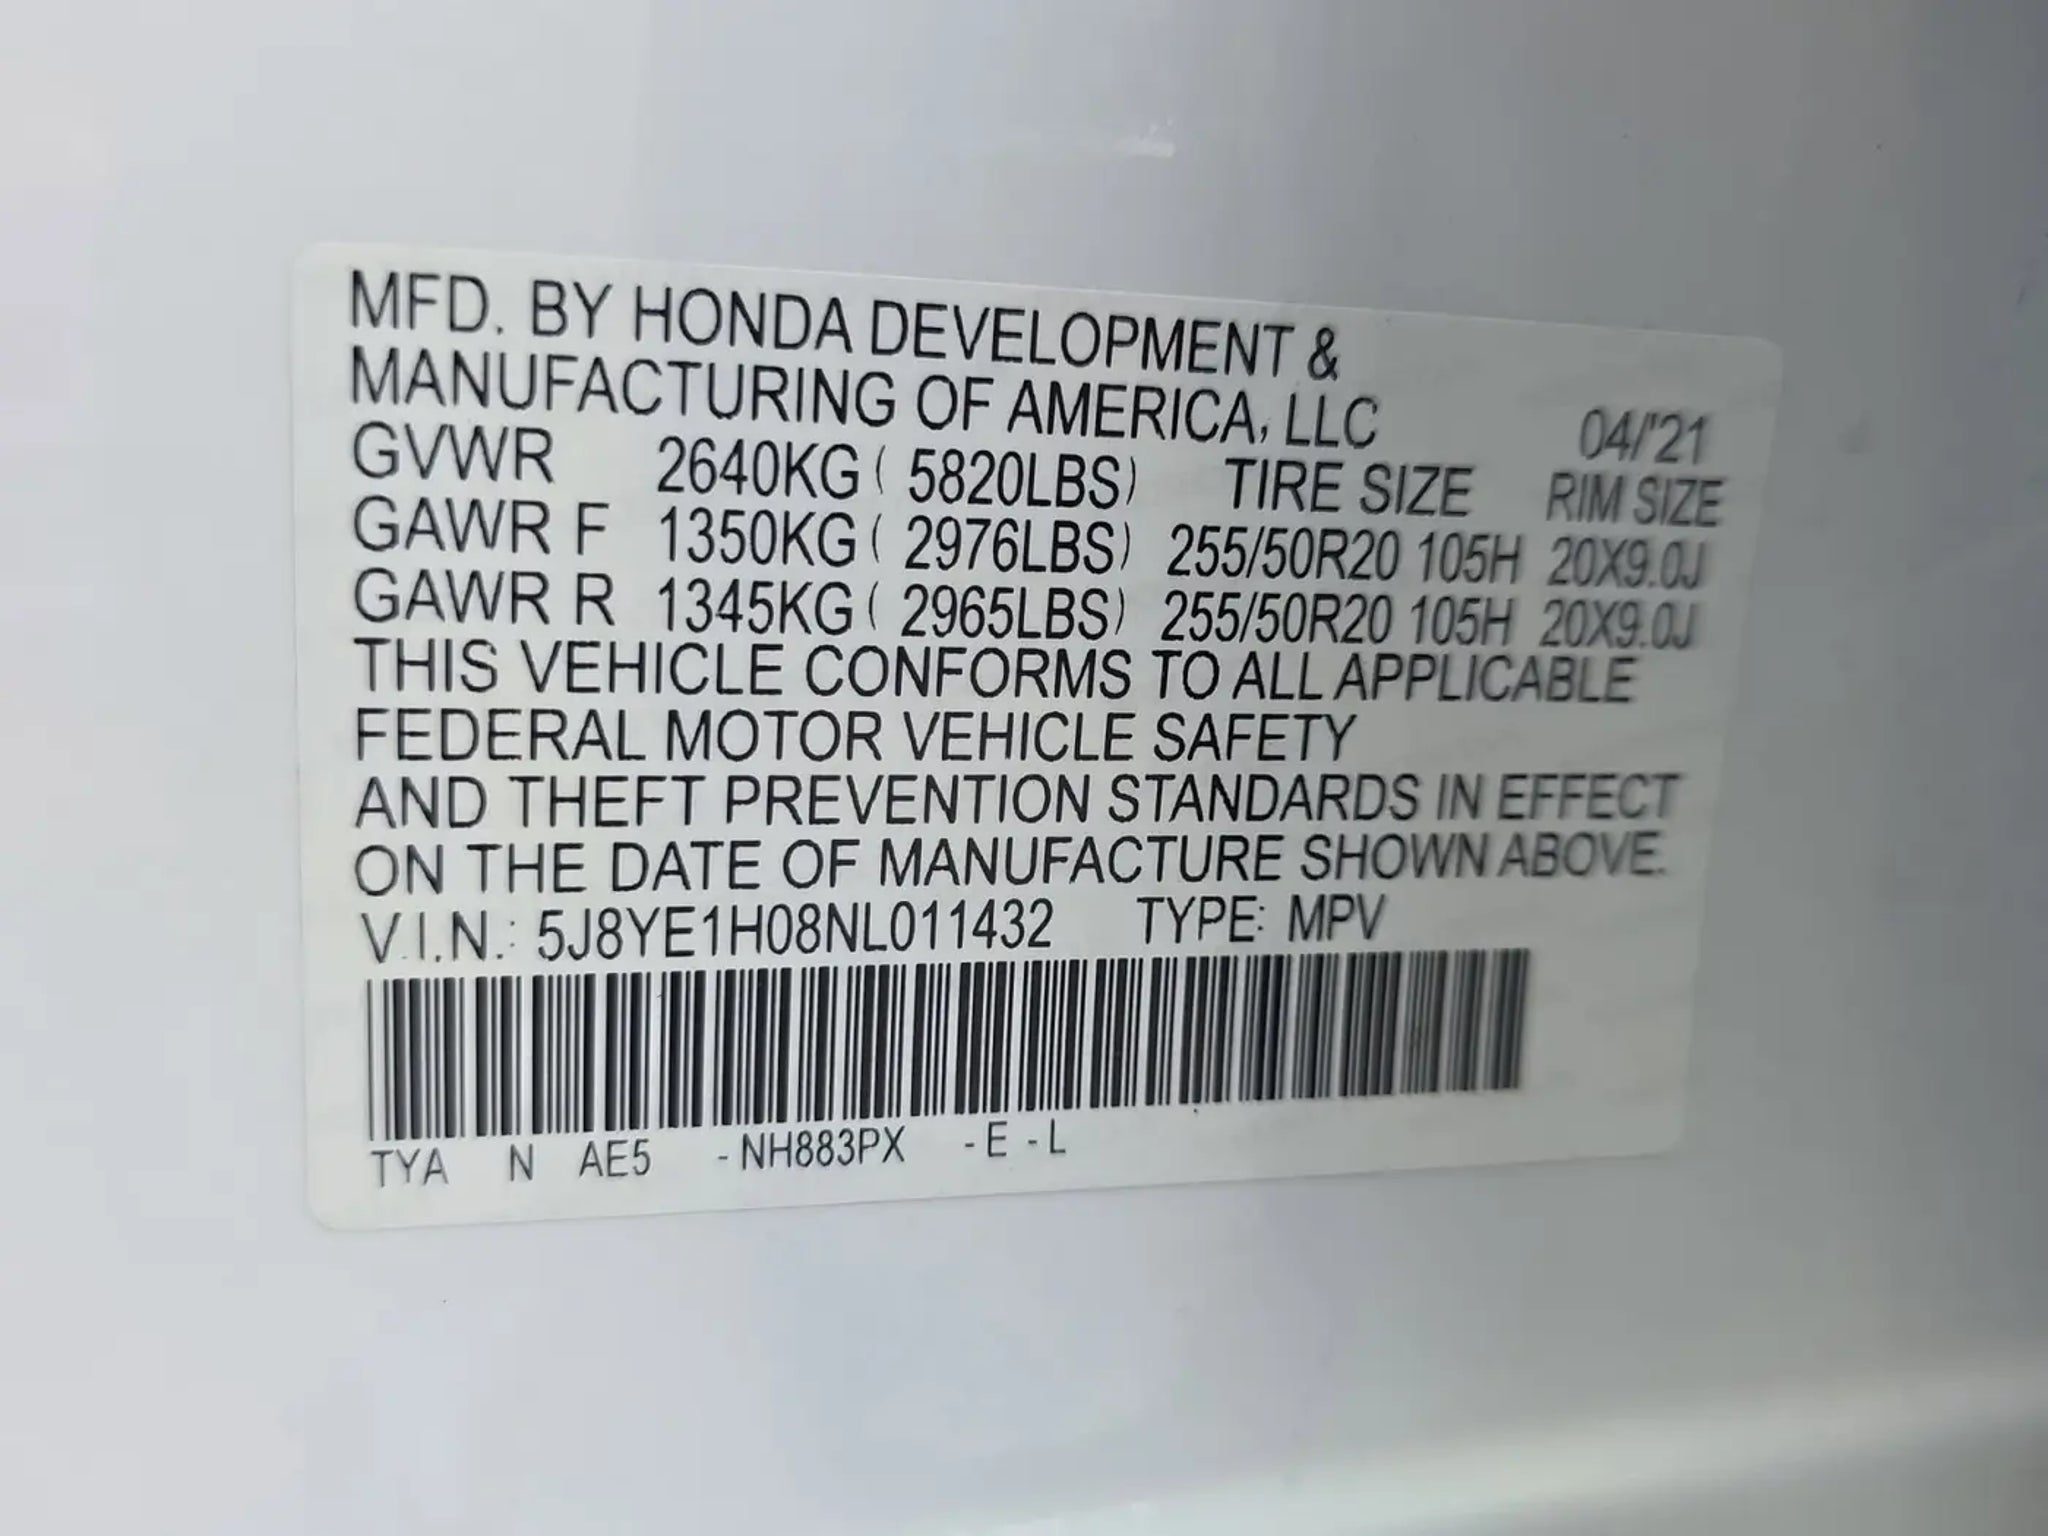 MFD. BY HONDA DEVELOPMENT &
MANUFACTURING OF AMERICA, LLC 04/'21
GVWR 2640KG ( 5820LBS) TIRE SIZE RIM SIZE
GAWR F 1350KG ( 2976LBS) 255/50R20 105H 20X9.0J
GAWR R 1345KG ( 2965LBS) 255/50R20 105H 20X9.0J
THIS VEHICLE CONFORMS TO ALL APPLICABLE
FEDERAL MOTOR VEHICLE SAFETY
AND THEFT PREVENTION STANDARDS IN EFFECT
ON THE DATE OF MANUFACTURE SHOWN ABOVE.
V.I.N.: 5J8YE1H08NL011432 TYPE: MPV
TYA N AE5 - NH883PX - E - L